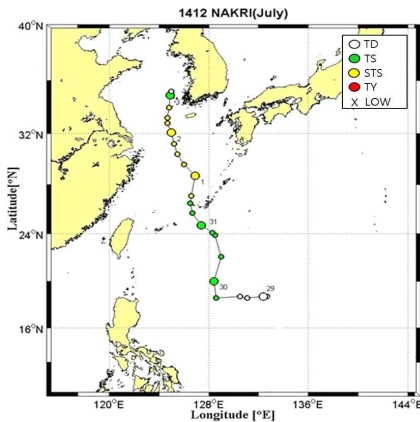 1412 NAKRI(July)
40°N
32°N
24°N
16°N
Latitude[°N]
TD
TS
STS
TY
X LOW
3
2
1
31
30
29
120°E
128°E
136°E
144°E
Longitude [°E]